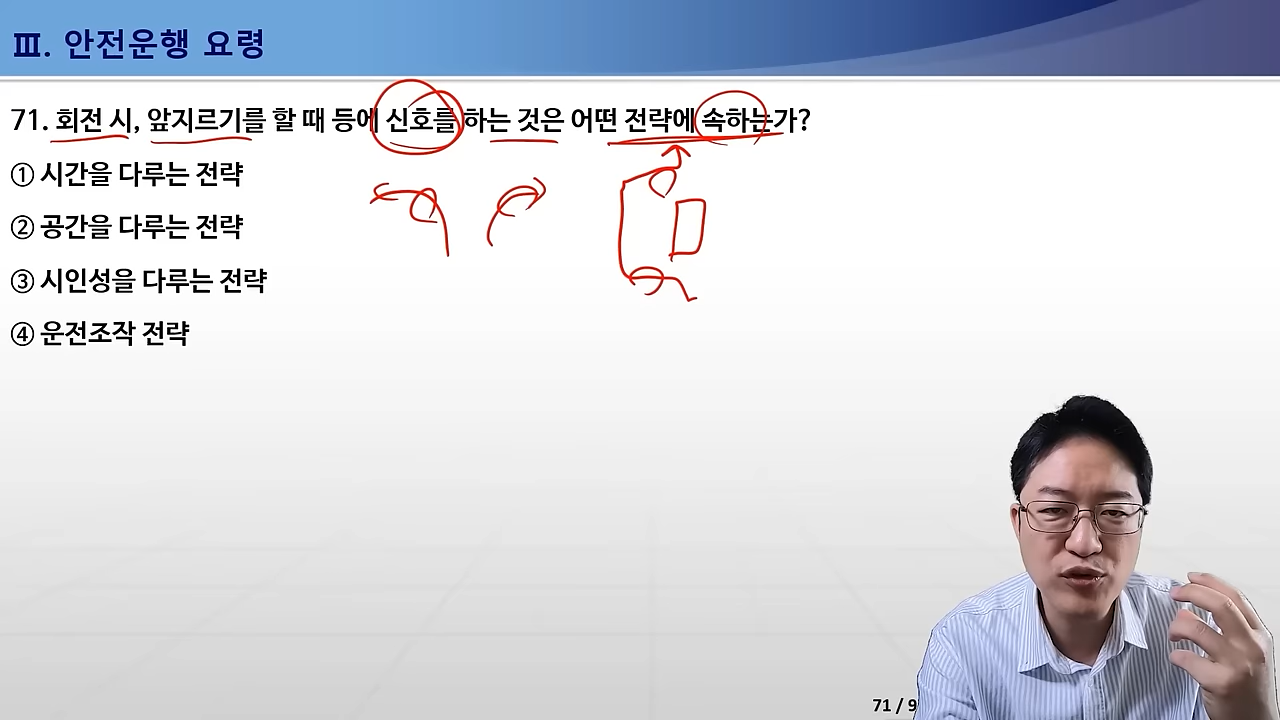 Ⅲ. 안전운행 요령
71. 회전 시, 앞지르기를 할 때 등에 신호를 하는 것은 어떤 전략에 속하는가?
① 시간을 다루는 전략
② 공간을 다루는 전략
③ 시인성을 다루는 전략
④ 운전조작 전략
71 / 9